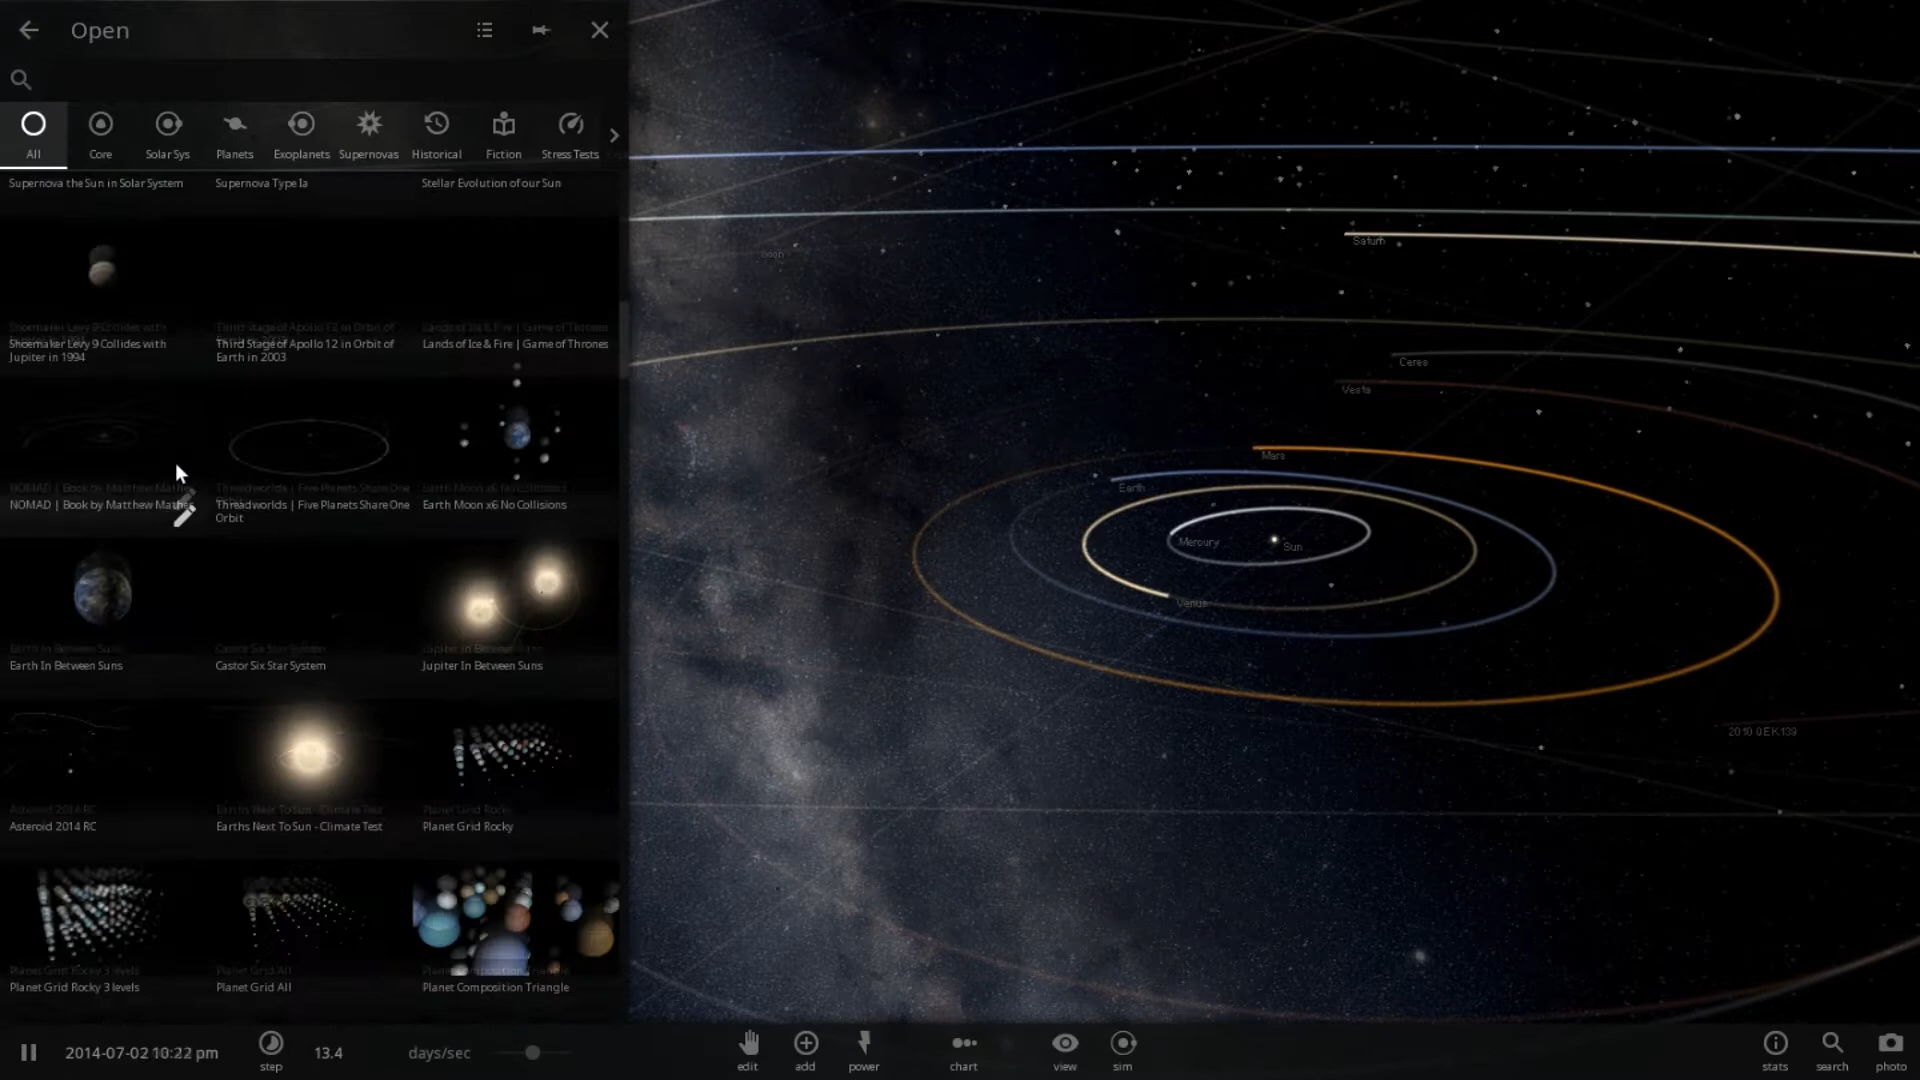 Open
All
Core
Solar Sys
Planets
Exoplanets
Supernovas
Historical
Fiction
Stress Tests
Supernova the Sun in Solar System
Supernova Type Ia
Stellar Evolution of our Sun
Shoemaker Levy 9 Collides with
Jupiter in 1994
Third Stage of Apollo 12 in Orbit of
Earth in 2003
Lands of Ice & Fire | Game of Thrones
NOMAD | Book by Matthew
Threadworlds | Five Planets Share One
Orbit
Earth Moon x6 No Collisions
Earth In Between Suns
Castor Six Star System
Jupiter In Between Suns
Asteroid 2014 RC
Earths Next To Sun - Climate Test
Planet Grid Rocky
Planet Grid Rocky 3 levels
Planet Grid All
Planet Composition Triangle
Saturn
Ceres
Vesta
Mars
Earth
Mercury
Sun
Venus
2010 EK139
2014-07-02 10:22 pm
step
13.4
days/sec
edit
add
power
chart
view
sim
stats
search
photo